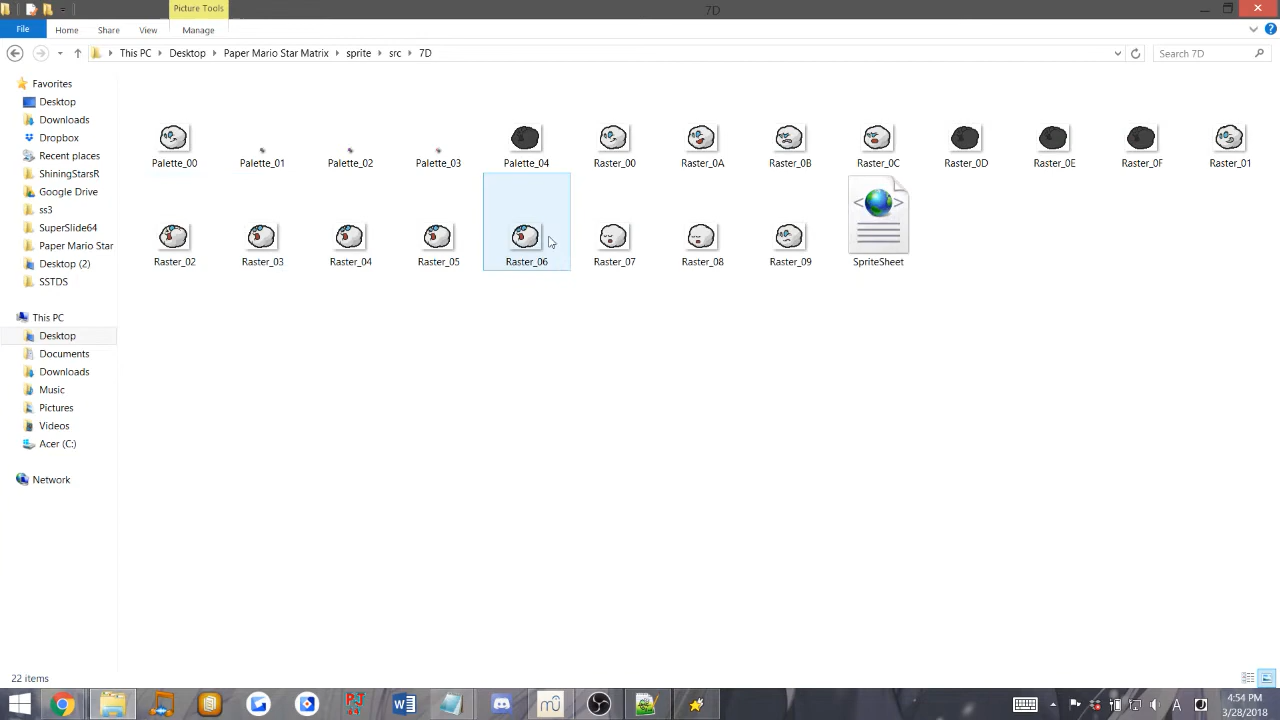 Picture Tools
7D
File Home Share View Manage
This PC Desktop Paper Mario Star Matrix sprite src 7D
Search 7D
Favorites
Desktop
Downloads
Dropbox
Recent places
ShiningStarsR
Google Drive
ss3
SuperSlide64
Paper Mario Star
Desktop (2)
SSTDS
This PC
Desktop
Documents
Downloads
Music
Pictures
Videos
Acer (C:)
Network
Palette_00 Palette_01 Palette_02 Palette_03 Palette_04 Raster_00 Raster_0A Raster_0B Raster_0C Raster_0D Raster_0E Raster_0F Raster_01
Raster_02 Raster_03 Raster_04 Raster_05 Raster_06 Raster_07 Raster_08 Raster_09 SpriteSheet
22 items
4:54 PM
3/28/2018